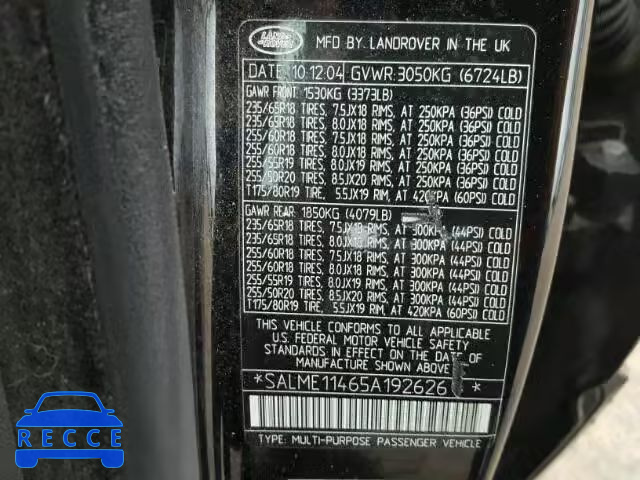 LAND ROVER
MFD. BY. LANDROVER IN THE UK
DATE 10.12.04 GVWR:3050KG (6724LB)
GAWR FRONT 1530KG (3373LB)
235/65R18 TIRES, 7.5JX18 RIMS, AT 250KPA (36PSI) COLD
235/65R18 TIRES, 8.0JX18 RIMS, AT 250KPA (36PSI) COLD
255/60R18 TIRES, 7.5JX18 RIMS, AT 250KPA (36PSI) COLD
255/60R18 TIRES, 8.0JX18 RIMS, AT 250KPA (36PSI) COLD
255/55R19 TIRES, 8.0JX19 RIMS, AT 250KPA (36PSI) COLD
255/50R20 TIRES, 8.5JX20 RIMS, AT 250KPA (36PSI) COLD
T175/80R19 TIRE, 5.5JX19 RIM, AT 420KPA (60PSI) COLD
GAWR REAR 1850KG (4079LB)
235/65R18 TIRES, 7.5JX18 RIMS, AT 300KPA (44PSI) COLD
235/65R18 TIRES, 8.0JX18 RIMS, AT 300KPA (44PSI) COLD
255/60R18 TIRES, 7.5JX18 RIMS, AT 300KPA (44PSI) COLD
255/60R18 TIRES, 8.0JX18 RIMS, AT 300KPA (44PSI) COLD
255/55R19 TIRES, 8.0JX19 RIMS, AT 300KPA (44PSI) COLD
255/50R20 TIRES, 8.5JX20 RIMS, AT 300KPA (44PSI) COLD
T175/80R19 TIRE, 5.5JX19 RIM, AT 420KPA (60PSI) COLD
THIS VEHICLE CONFORMS TO ALL APPLICABLE
U.S. FEDERAL MOTOR VEHICLE SAFETY
STANDARDS IN EFFECT ON THE DATE OF
MANUFACTURE SHOWN ABOVE
*SALME11465A192626 *
TYPE: MULTI-PURPOSE PASSENGER VEHICLE
RECCE